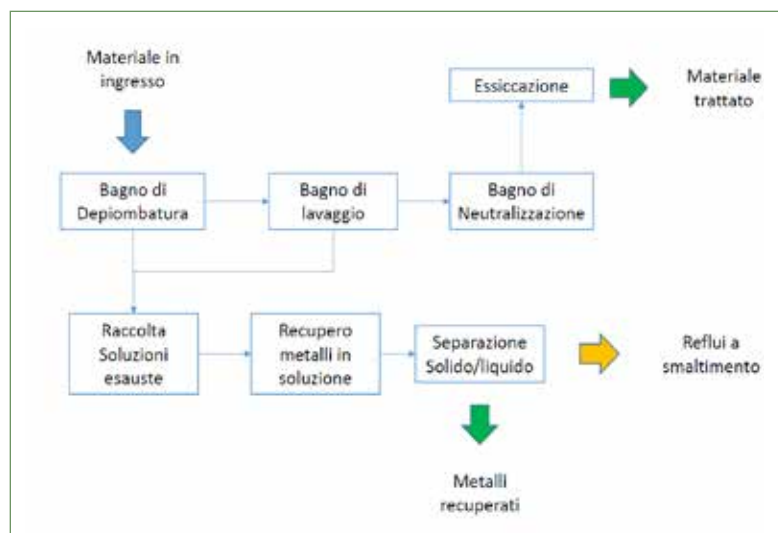 Materiale in
ingresso
Essiccazione
Materiale
trattato
Bagno di
Depiombatura
Bagno di
lavaggio
Bagno di
Neutralizzazione
Raccolta
Soluzioni
esauste
Recupero
metalli in
soluzione
Separazione
Solido/liquido
Reflui a
smaltimento
Metalli
recuperati